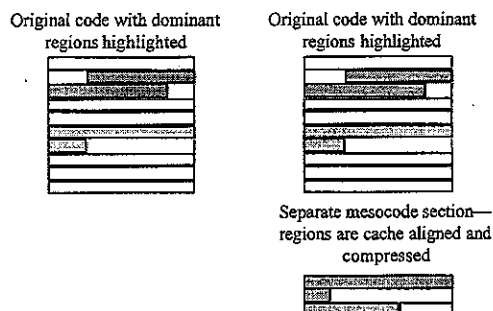 Original code with dominant
regions highlighted
Original code with dominant
regions highlighted
Separate mesocode section—
regions are cache aligned and
compressed